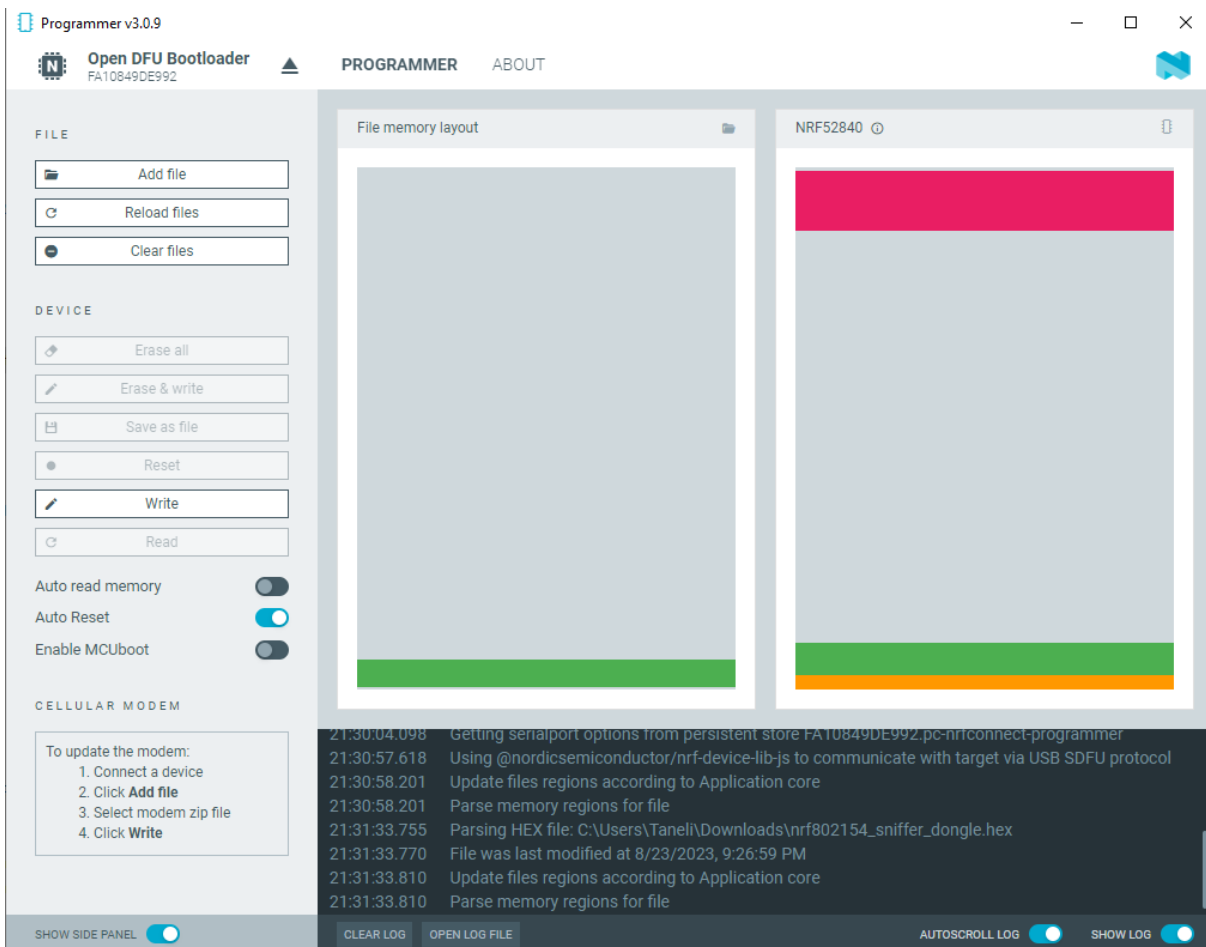 Programmer v3.0.9
Open DFU Bootloader
FA10849DE992
PROGRAMMER
ABOUT
FILE
Add file
Reload files
Clear files
DEVICE
Erase all
Erase & write
Save as file
Reset
Write
Read
Auto read memory
Auto Reset
Enable MCUboot
CELLULAR MODEM
To update the modem:
1. Connect a device
2. Click Add file
3. Select modem zip file
4. Click Write
SHOW SIDE PANEL
File memory layout
NRF52840
21:30:04.098 Getting serialport options from persistent store FA10849DE992.pc-nrfconnect-programmer
21:30:57.618 Using @nordicsemiconductor/nrf-device-lib-js to communicate with target via USB SDFU protocol
21:30:58.201 Update files regions according to Application core
21:30:58.201 Parse memory regions for file
21:31:33.755 Parsing HEX file: C:\Users\Taneli\Downloads\nrf802154_sniffer_dongle.hex
21:31:33.770 File was last modified at 8/23/2023, 9:26:59 PM
21:31:33.810 Update files regions according to Application core
21:31:33.810 Parse memory regions for file
CLEAR LOG
OPEN LOG FILE
AUTOSCROLL LOG
SHOW LOG